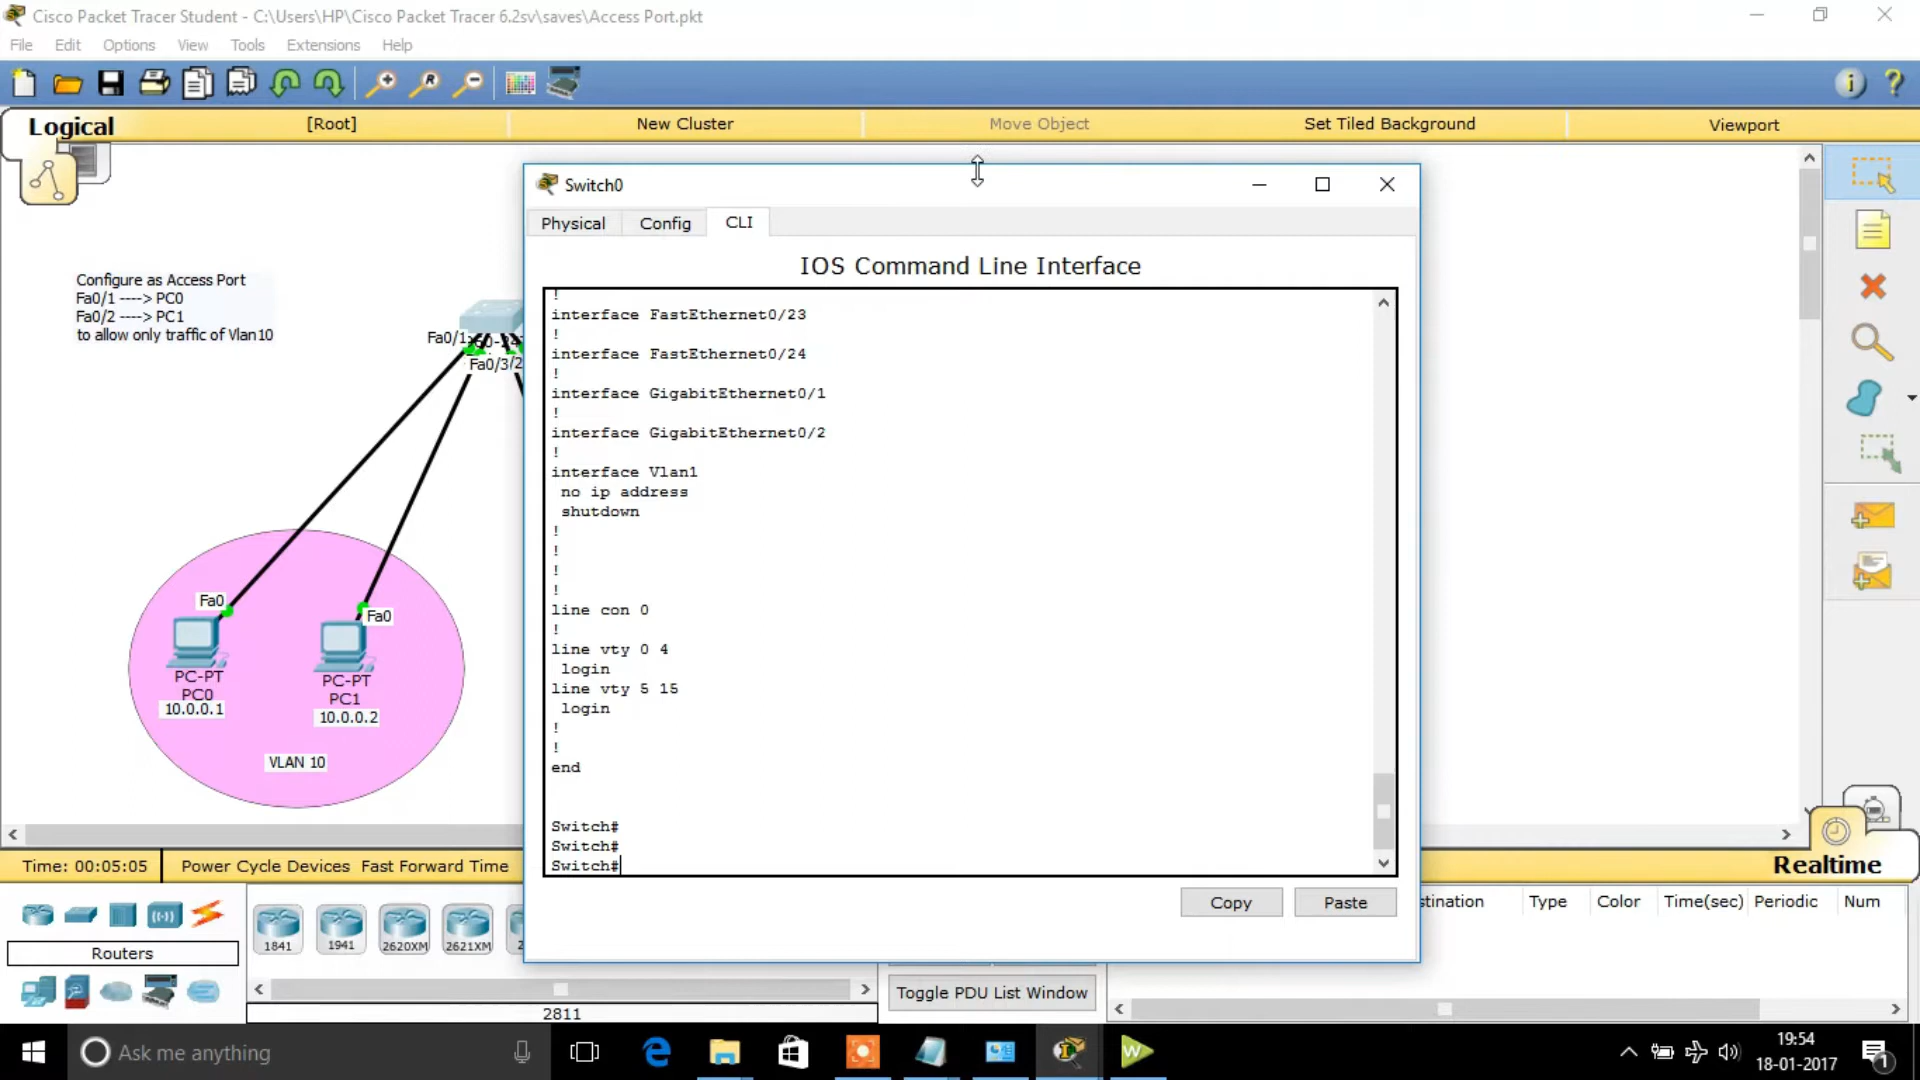 Cisco Packet Tracer Student - C:\Users\HP\Cisco Packet Tracer 6.2sv\saves\Access Port.pkt
File Edit Options View Tools Extensions Help
Logical [Root] New Cluster Move Object Set Tiled Background Viewport
Configure as Access Port
Fa0/1 ----> PC0
Fa0/2 ----> PC1
to allow only traffic of Vlan10
Fa0/1
Fa0/3/2
Fa0
Fa0
PC-PT
PC0
10.0.0.1
PC-PT
PC1
10.0.0.2
VLAN 10
Switch0
Physical Config CLI
IOS Command Line Interface
!
interface FastEthernet0/23
!
interface FastEthernet0/24
!
interface GigabitEthernet0/1
!
interface GigabitEthernet0/2
!
interface Vlan1
no ip address
shutdown
!
!
!
!
line con 0
!
line vty 0 4
login
line vty 5 15
login
!
!
end
Switch#
Switch#
Switch#
Copy Paste
Time: 00:05:05 Power Cycle Devices Fast Forward Time Realtime
Routers
1841 1941 2620XM 2621XM
2811
Toggle PDU List Window
stination Type Color Time(sec) Periodic Num
Ask me anything
19:54
18-01-2017
1